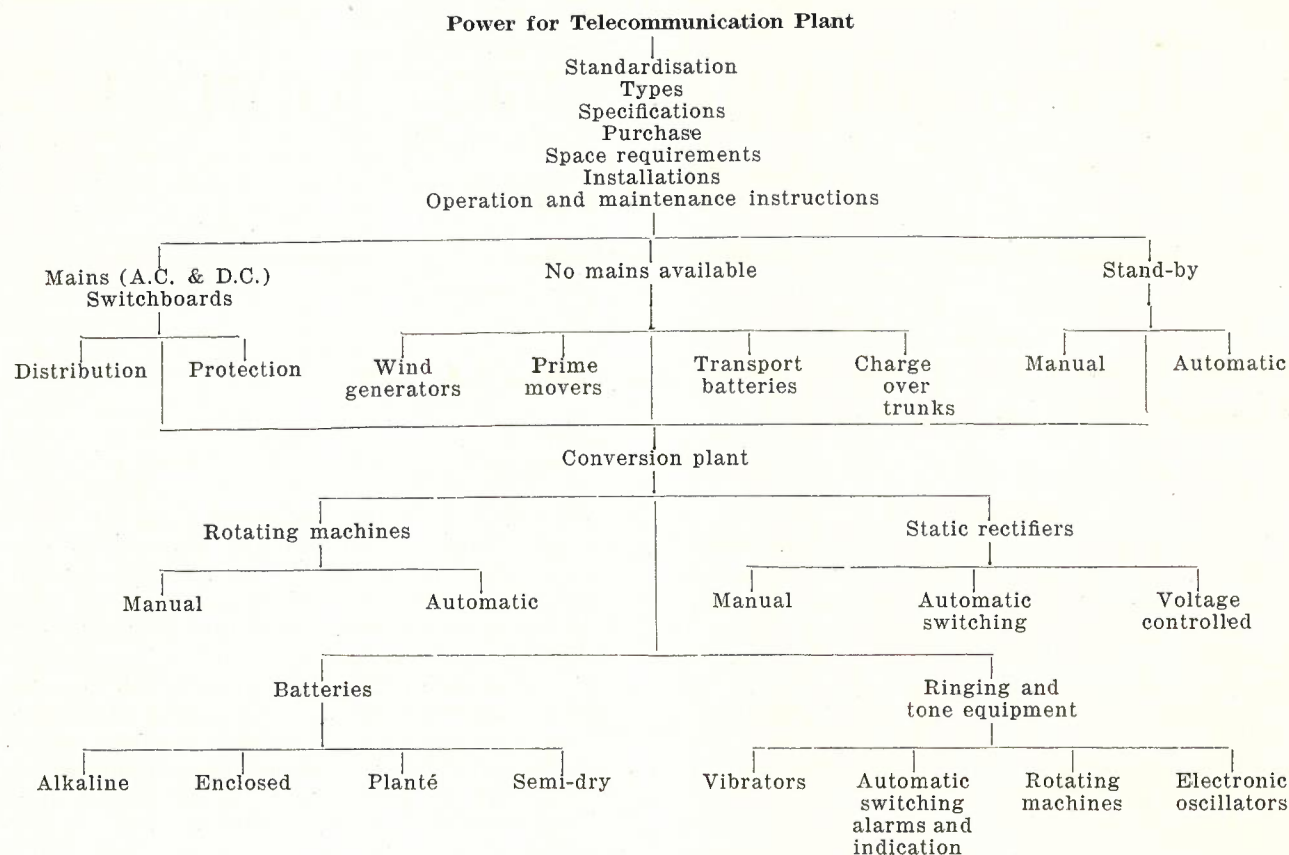 Power for Telecommunication Plant
Standardisation
Types
Specifications
Purchase
Space requirements
Installations
Operation and maintenance instructions
Mains (A.C. & D.C.)
Switchboards
No mains available
Stand-by
Distribution
Protection
Wind
generators
Prime
movers
Transport
batteries
Charge
over
trunks
Manual
Automatic
Conversion plant
Rotating machines
Static rectifiers
Manual
Automatic
Manual
Automatic
switching
Voltage
controlled
Batteries
Ringing and
tone equipment
Alkaline
Enclosed
Planté
Semi-dry
Vibrators
Automatic
switching
alarms and
indication
Rotating
machines
Electronic
oscillators